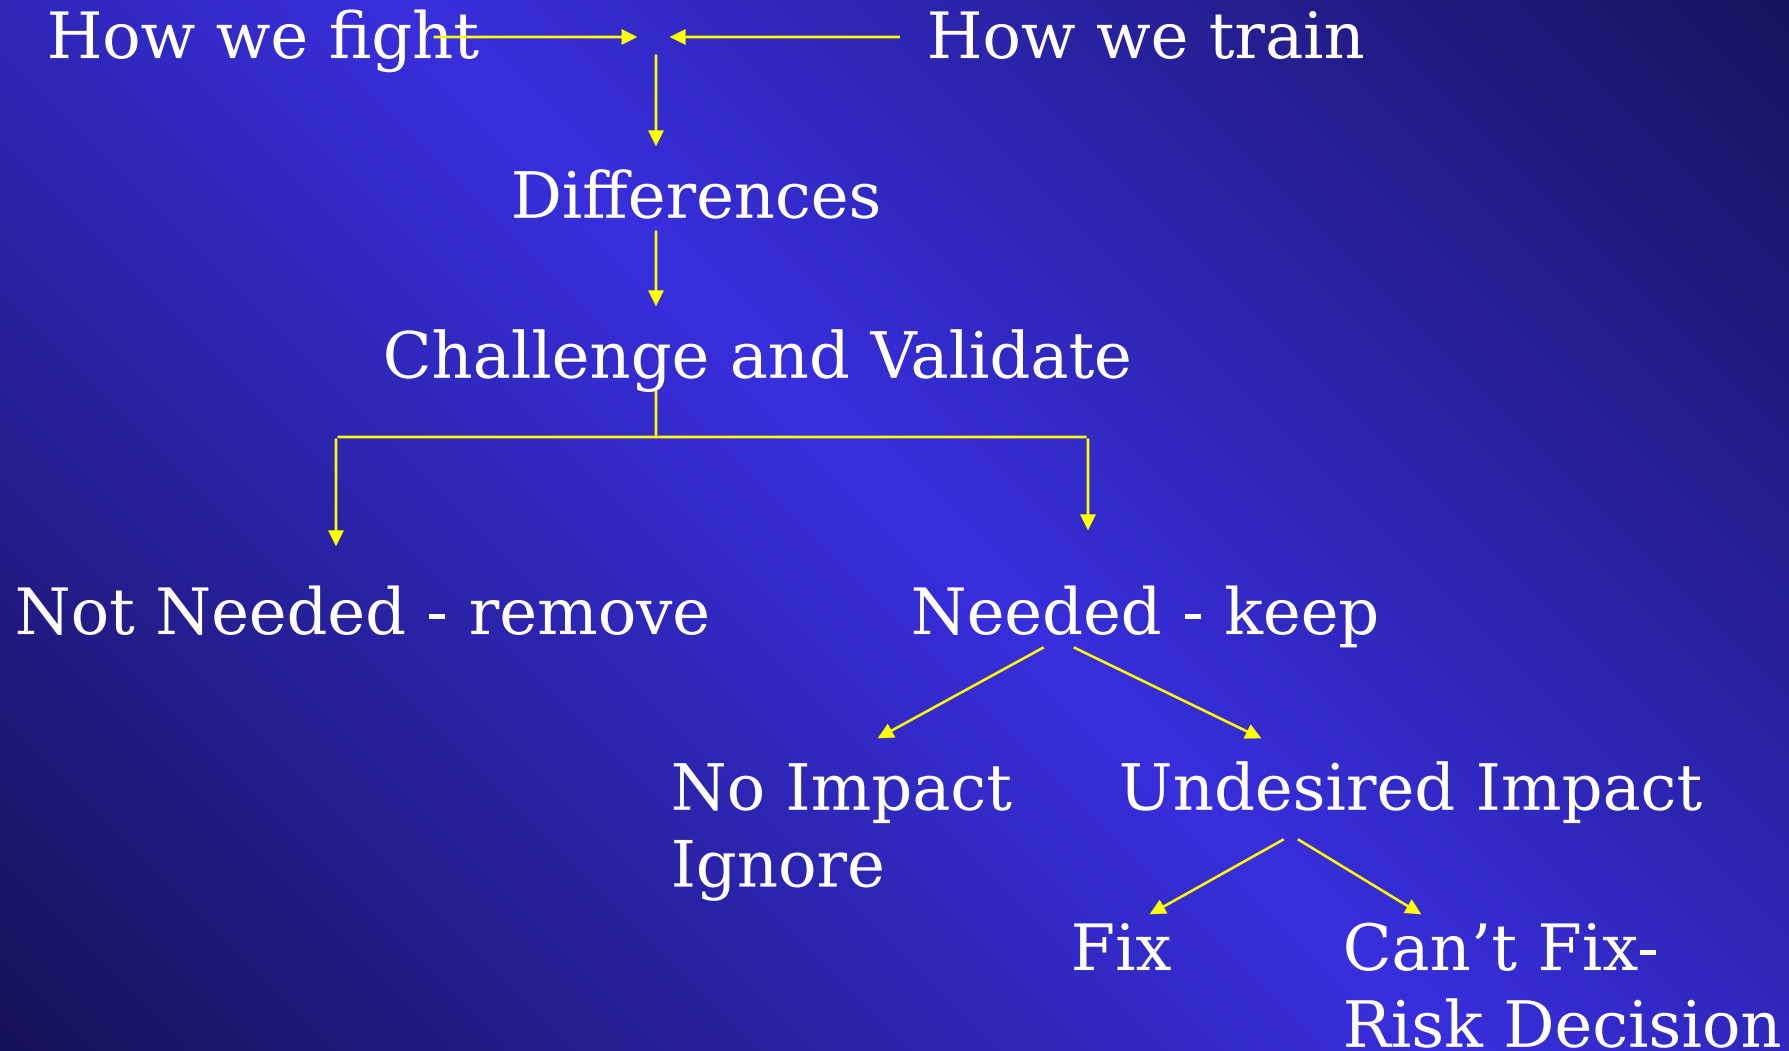 How we fight
How we train
Differences
Challenge and Validate
Not Needed - remove
Needed - keep
No Impact
Ignore
Undesired Impact
Fix
Can’t Fix-
Risk Decision